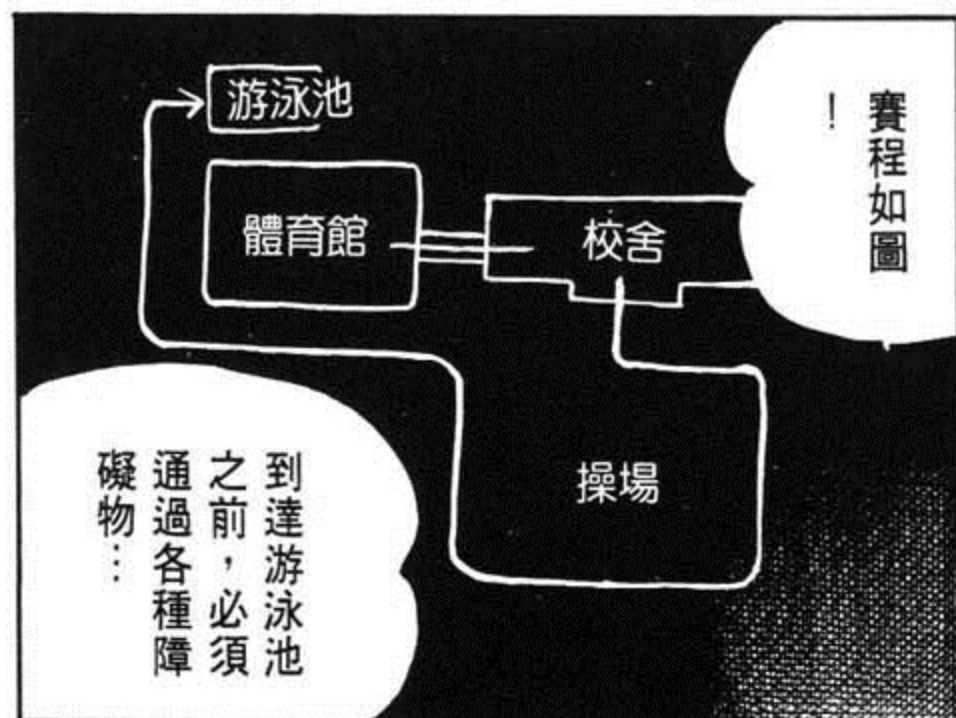 賽程如圖
！
游泳池
體育館
校舍
操場
到達游泳池
之前，必須
通過各種障
礙物⋯